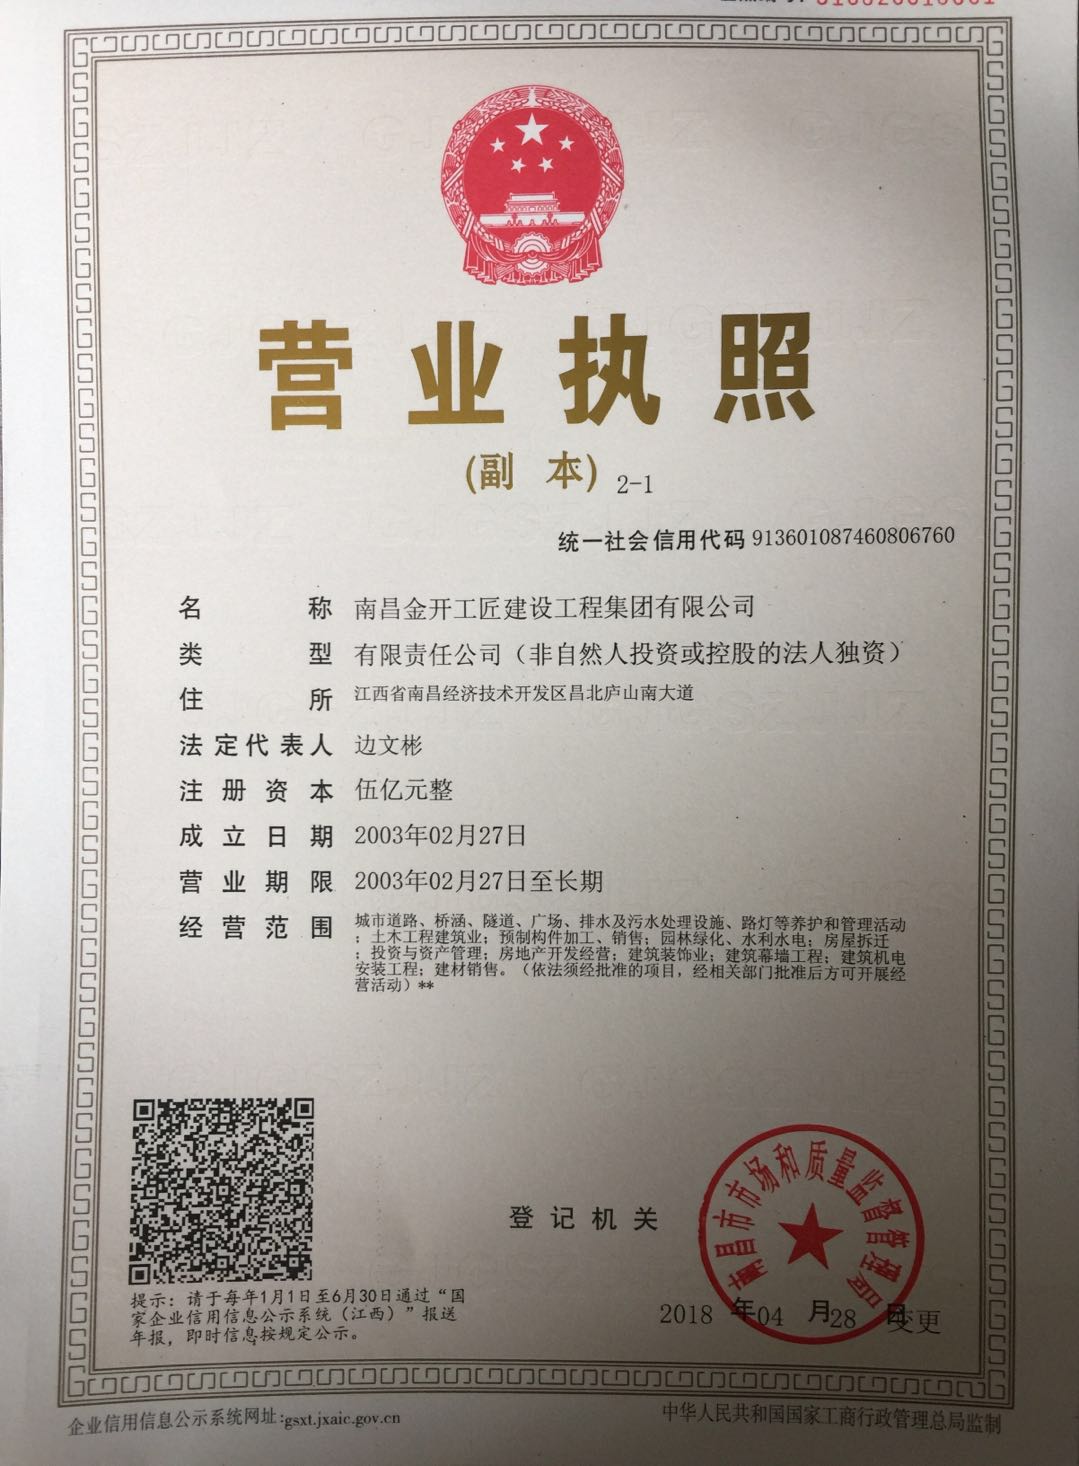 营业执照
(副 本) 2-1
统一社会信用代码 913601087460806760
名称 南昌金开工匠建设工程集团有限公司
类型 有限责任公司（非自然人投资或控股的法人独资）
住所 江西省南昌经济技术开发区昌北庐山南大道
法定代表人 边文彬
注册资本 伍亿元整
成立日期 2003年02月27日
营业期限 2003年02月27日至长期
经营范围 城市道路、桥涵、隧道、广场、排水及污水处理设施、路灯等养护和管理活动
；土木工程建筑业；预制构件加工、销售；园林绿化、水利水电；房屋拆迁
；投资与资产管理；房地产开发经营；建筑装饰业；建筑幕墙工程；建筑机电
安装工程；建材销售。（依法须经批准的项目，经相关部门批准后方可开展经
营活动）**
南昌市市场和质量监督管理局
登记机关
2018 年 04 月 28 日变更
提示：请于每年1月1日至6月30日通过“国
家企业信用信息公示系统（江西）”报送
年报，即时信息按规定公示。
企业信用信息公示系统网址:gsxt.jxaic.gov.cn
中华人民共和国国家工商行政管理总局监制